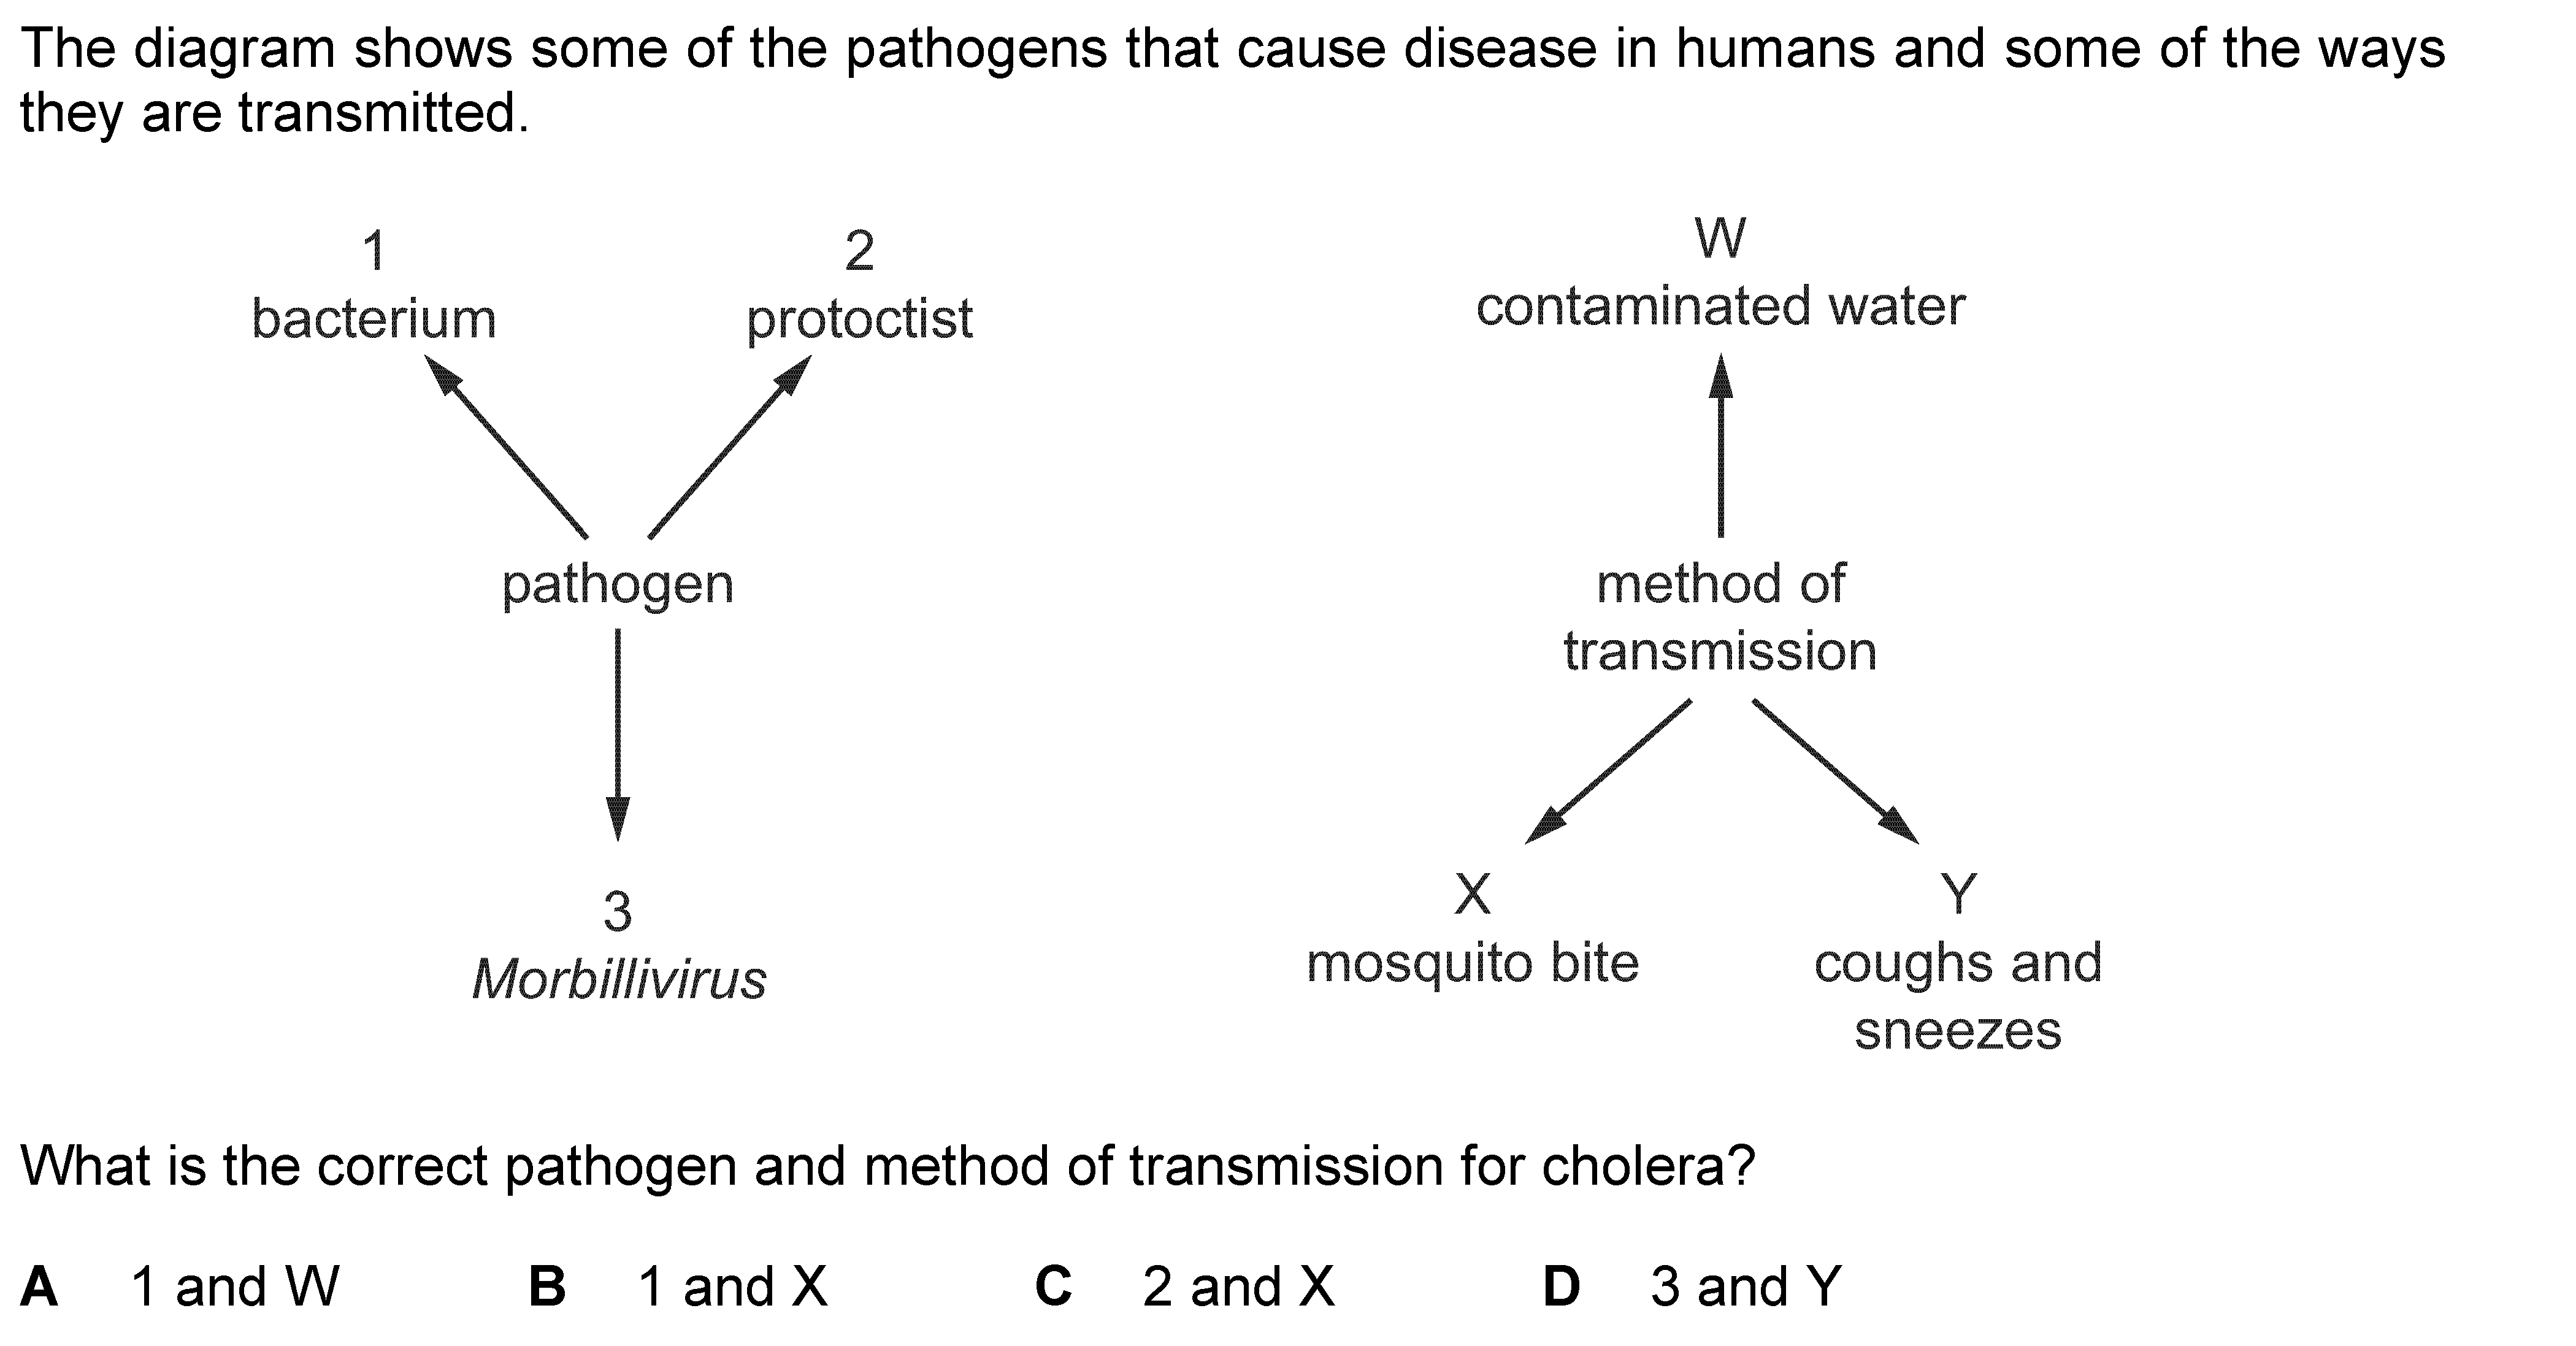 The diagram shows some of the pathogens that cause disease in humans and some of the ways
they are transmitted.
1
bacterium
2
protoctist
pathogen
3
Morbillivirus
W
contaminated water
method of
transmission
X
mosquito bite
Y
coughs and
sneezes
What is the correct pathogen and method of transmission for cholera?
A 1 and W B 1 and X C 2 and X D 3 and Y